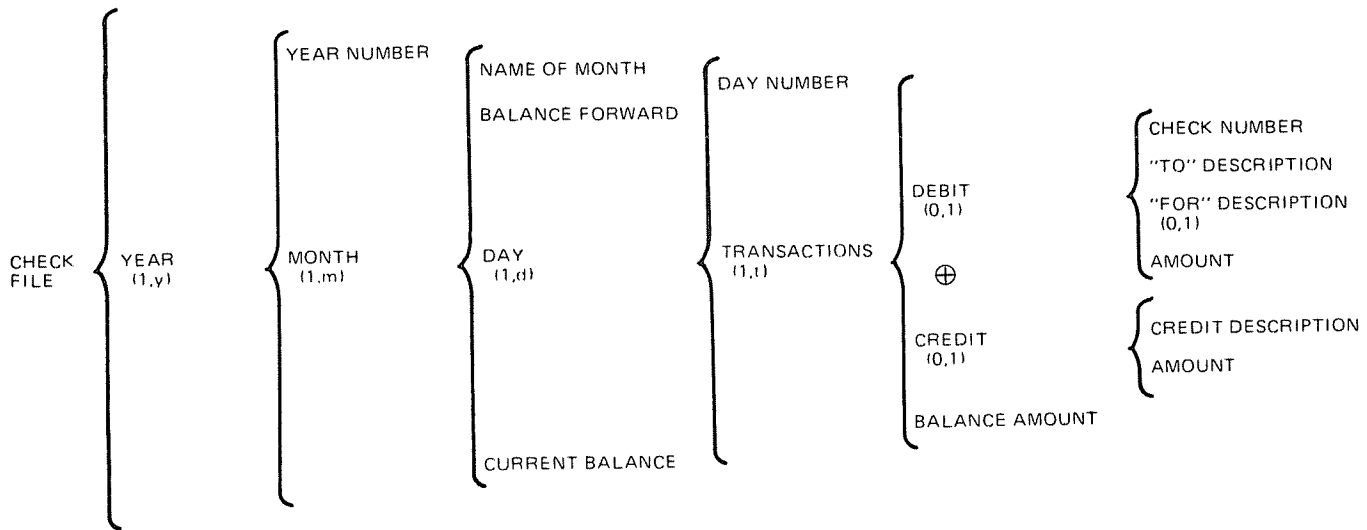 CHECK
FILE
YEAR
(1,y)
YEAR NUMBER
MONTH
(1,m)
NAME OF MONTH
BALANCE FORWARD
DAY
(1,d)
CURRENT BALANCE
DAY NUMBER
TRANSACTIONS
(1,t)
DEBIT
(0,1)
⊕
CREDIT
(0,1)
BALANCE AMOUNT
CHECK NUMBER
"TO" DESCRIPTION
"FOR" DESCRIPTION
(0,1)
AMOUNT
CREDIT DESCRIPTION
AMOUNT